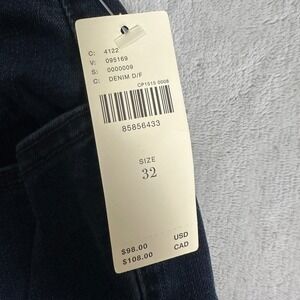 C: 4122
V: 095169
S: 0000009
C: DENIM D/F
CP1515 0008
85856433
SIZE
32
$98.00 USD
$108.00 CAD